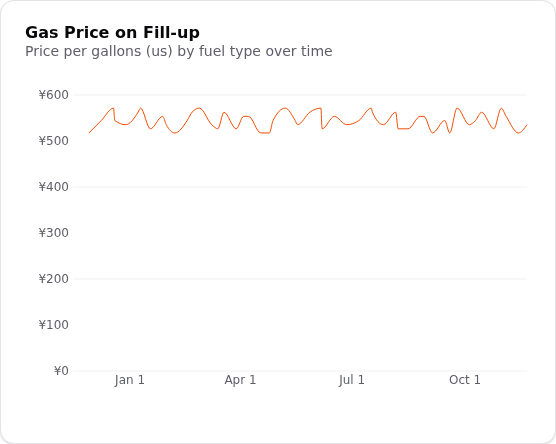 Gas Price on Fill-up
Price per gallons (us) by fuel type over time
¥600
¥500
¥400
¥300
¥200
¥100
¥0
Jan 1
Apr 1
Jul 1
Oct 1